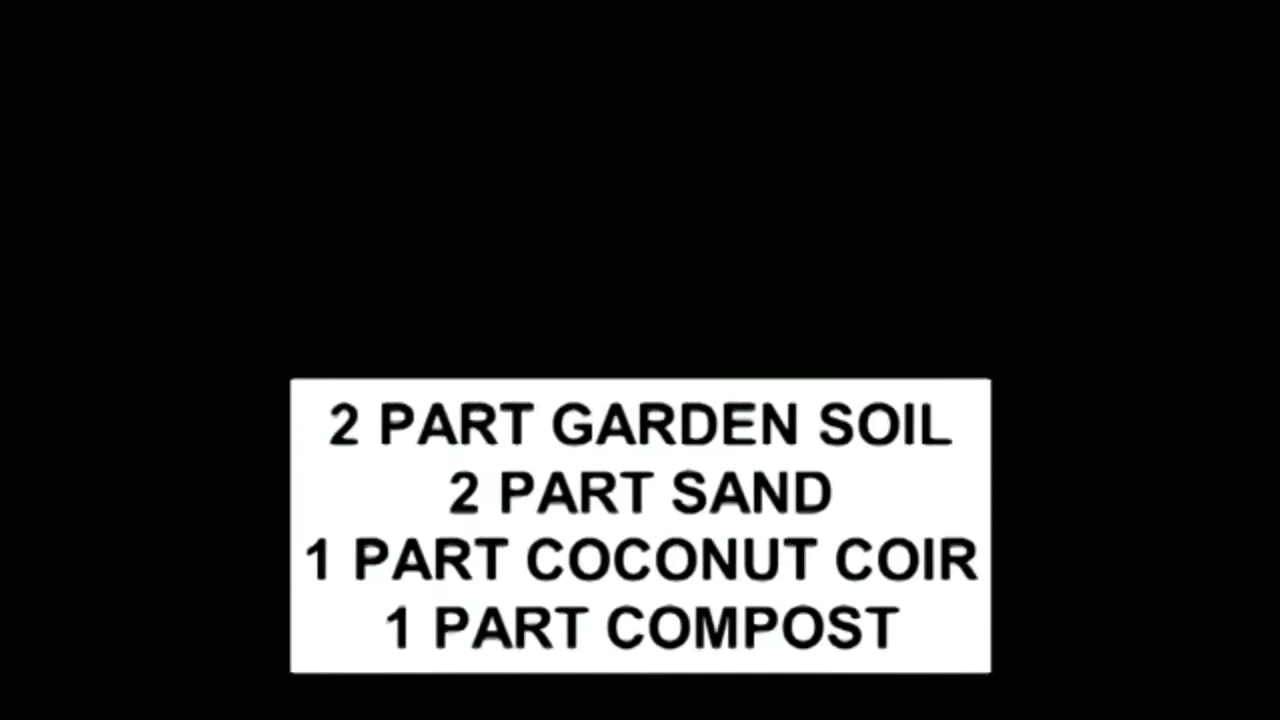 2 PART GARDEN SOIL
2 PART SAND
1 PART COCONUT COIR
1 PART COMPOST